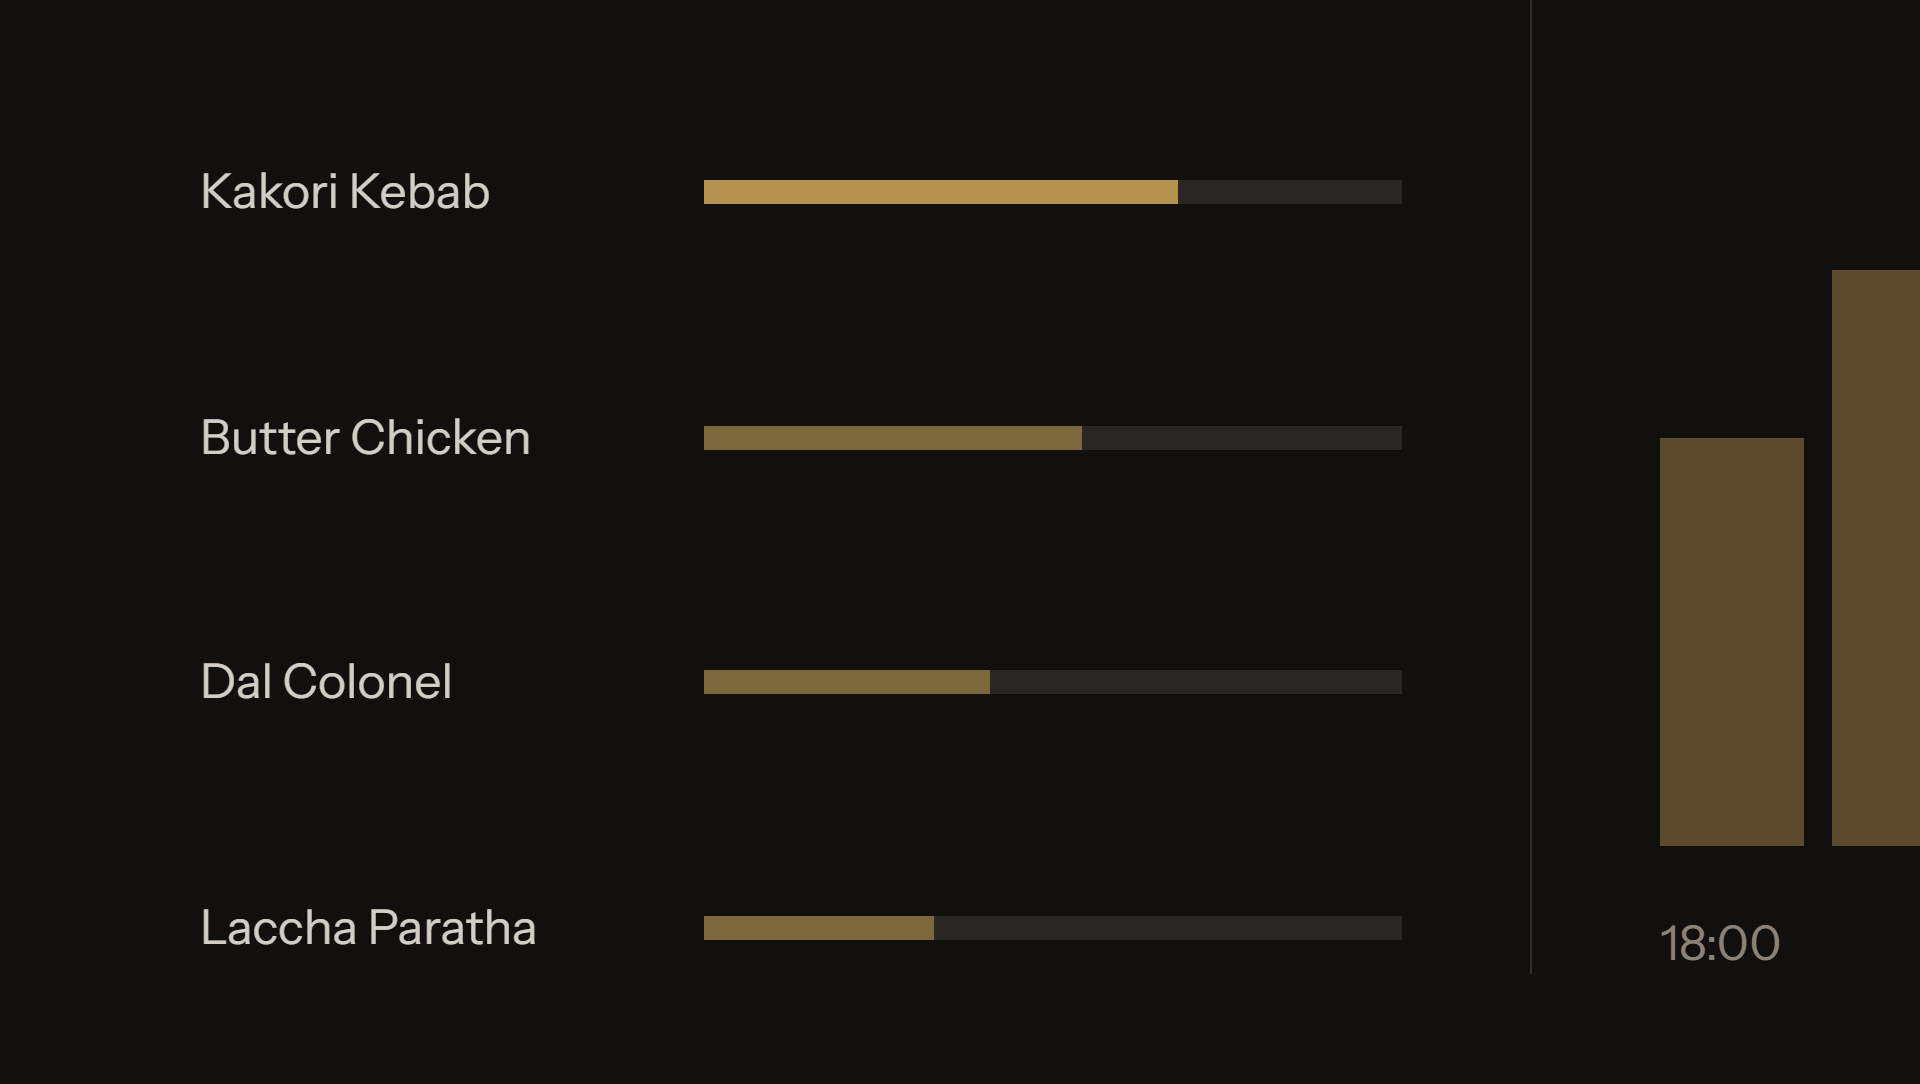 Kakori Kebab
Butter Chicken
Dal Colonel
Laccha Paratha
18:00